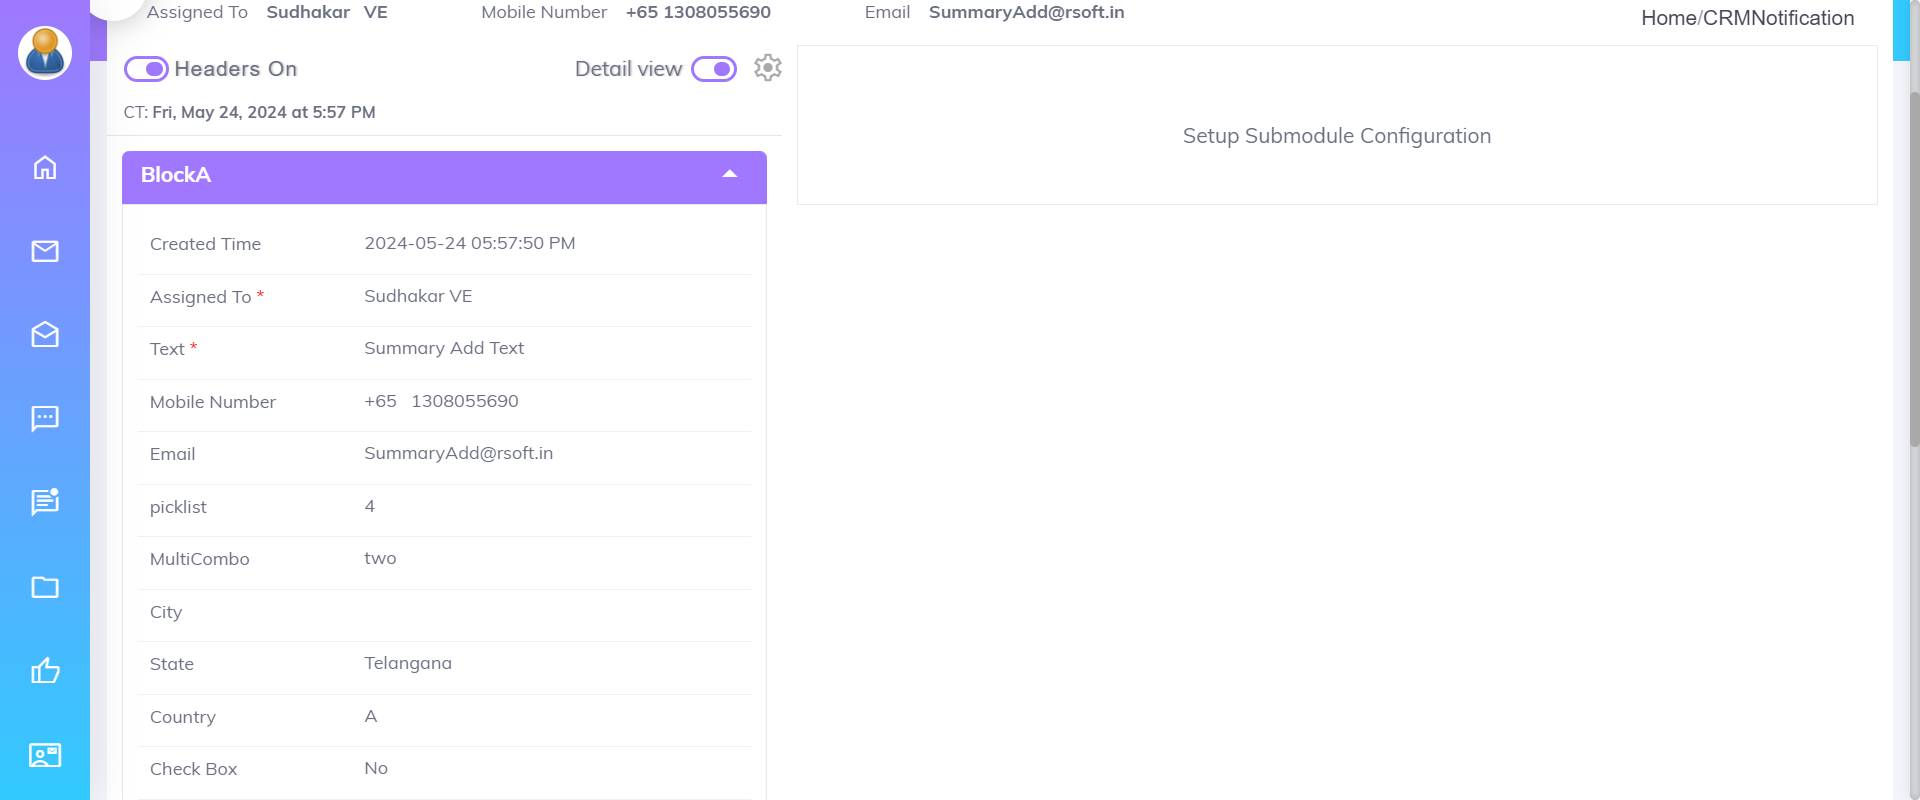 Assigned To Sudhakar VE Mobile Number +65 1308055690 Email SummaryAdd@rsoft.in Home/CRMNotification
Headers On Detail view
CT: Fri, May 24, 2024 at 5:57 PM
Setup Submodule Configuration
BlockA
Created Time 2024-05-24 05:57:50 PM
Assigned To * Sudhakar VE
Text * Summary Add Text
Mobile Number +65 1308055690
Email SummaryAdd@rsoft.in
picklist 4
MultiCombo two
City
State Telangana
Country A
Check Box No